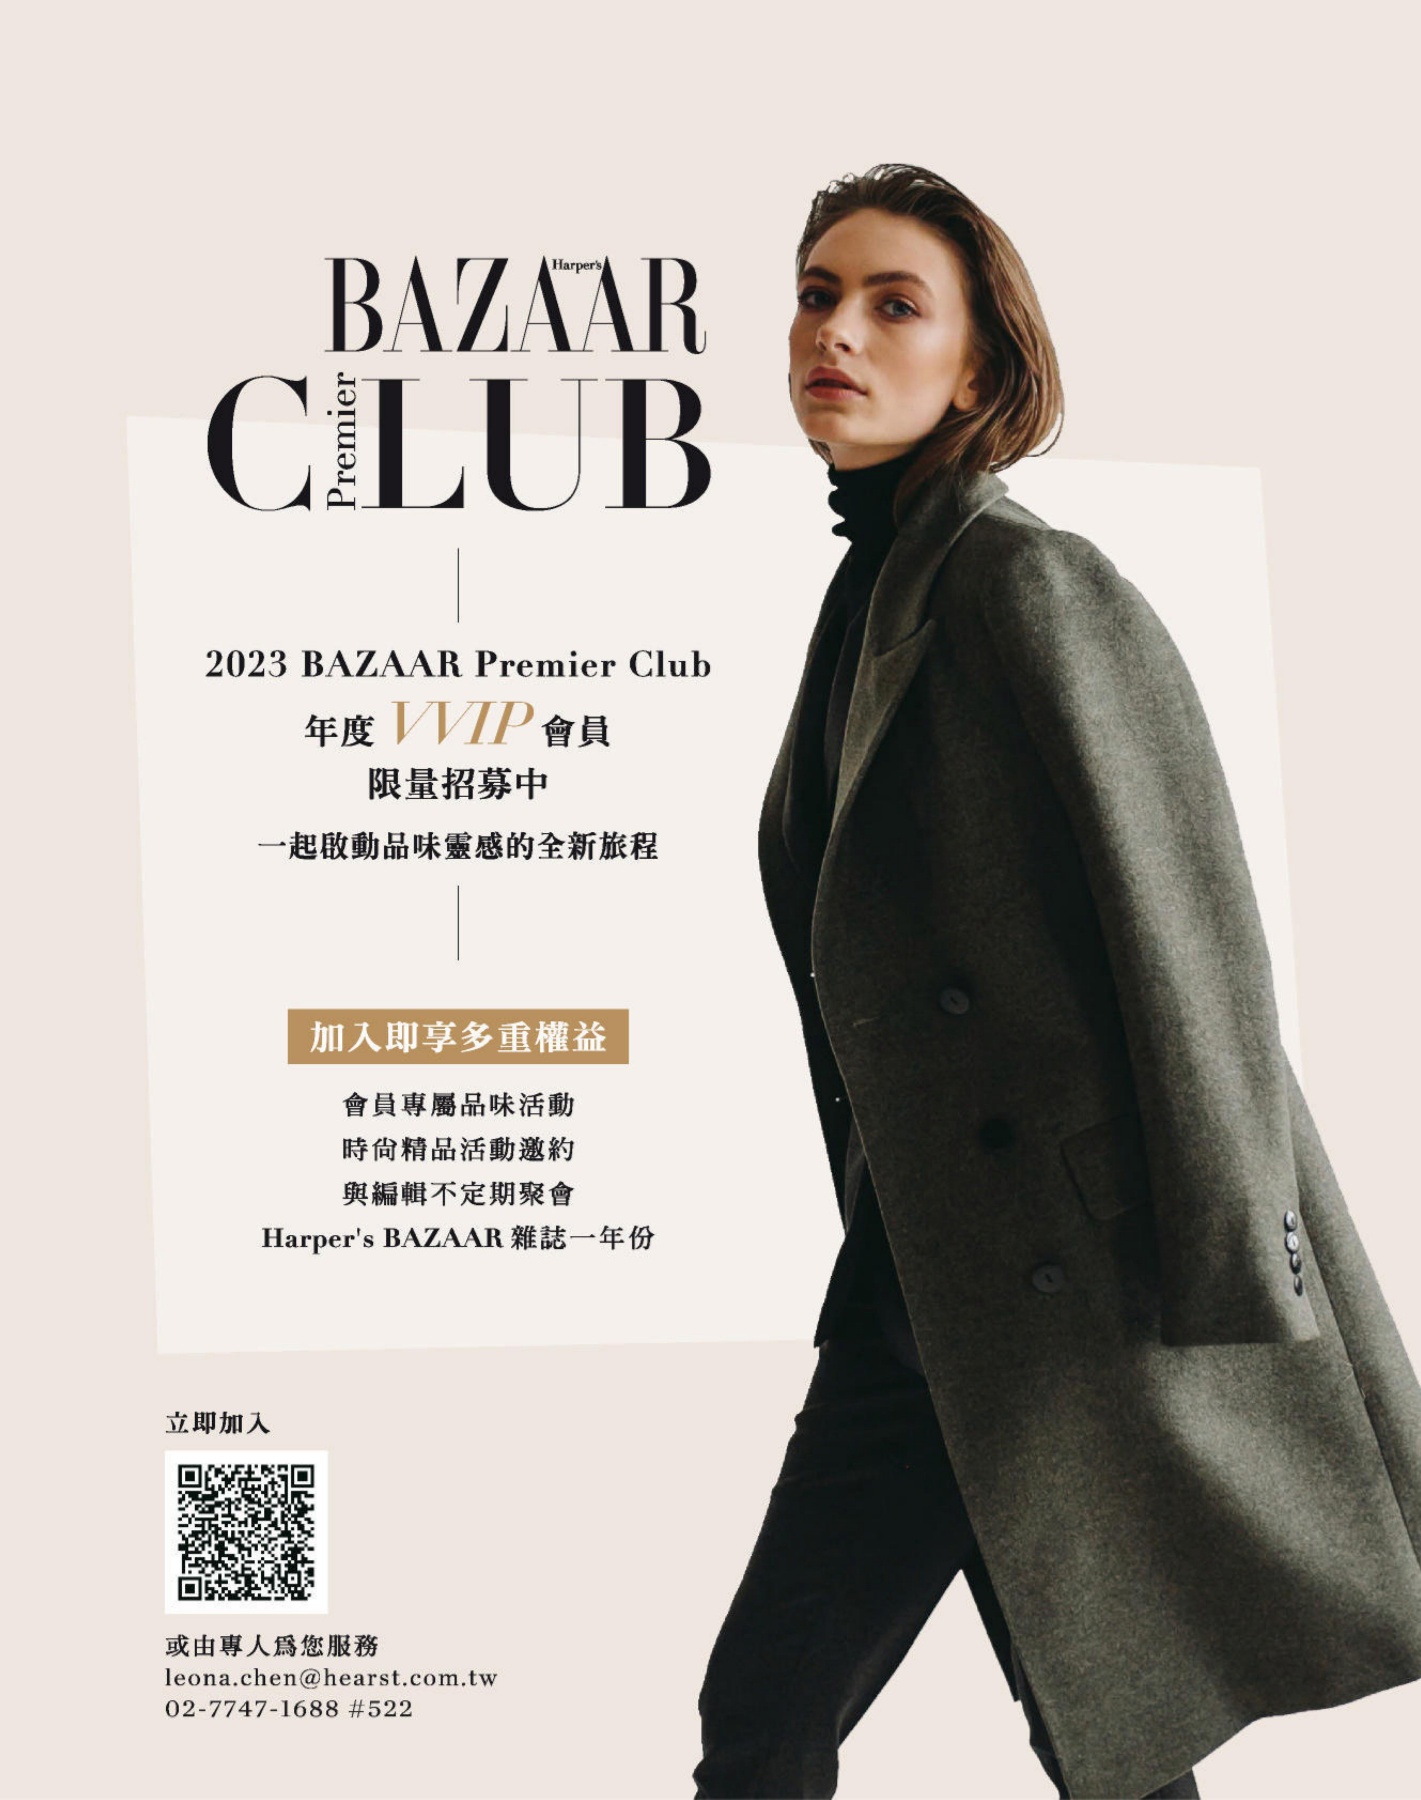 Harper's
BAZAAR
Premier
CLUB
2023 BAZAAR Premier Club
年度 VVIP 會員
限量招募中
一起啟動品味靈感的全新旅程
加入即享多重權益
會員專屬品味活動
時尚精品活動邀約
與編輯不定期聚會
Harper's BAZAAR 雜誌一年份
立即加入
或由專人爲您服務
leona.chen@hearst.com.tw
02-7747-1688 #522